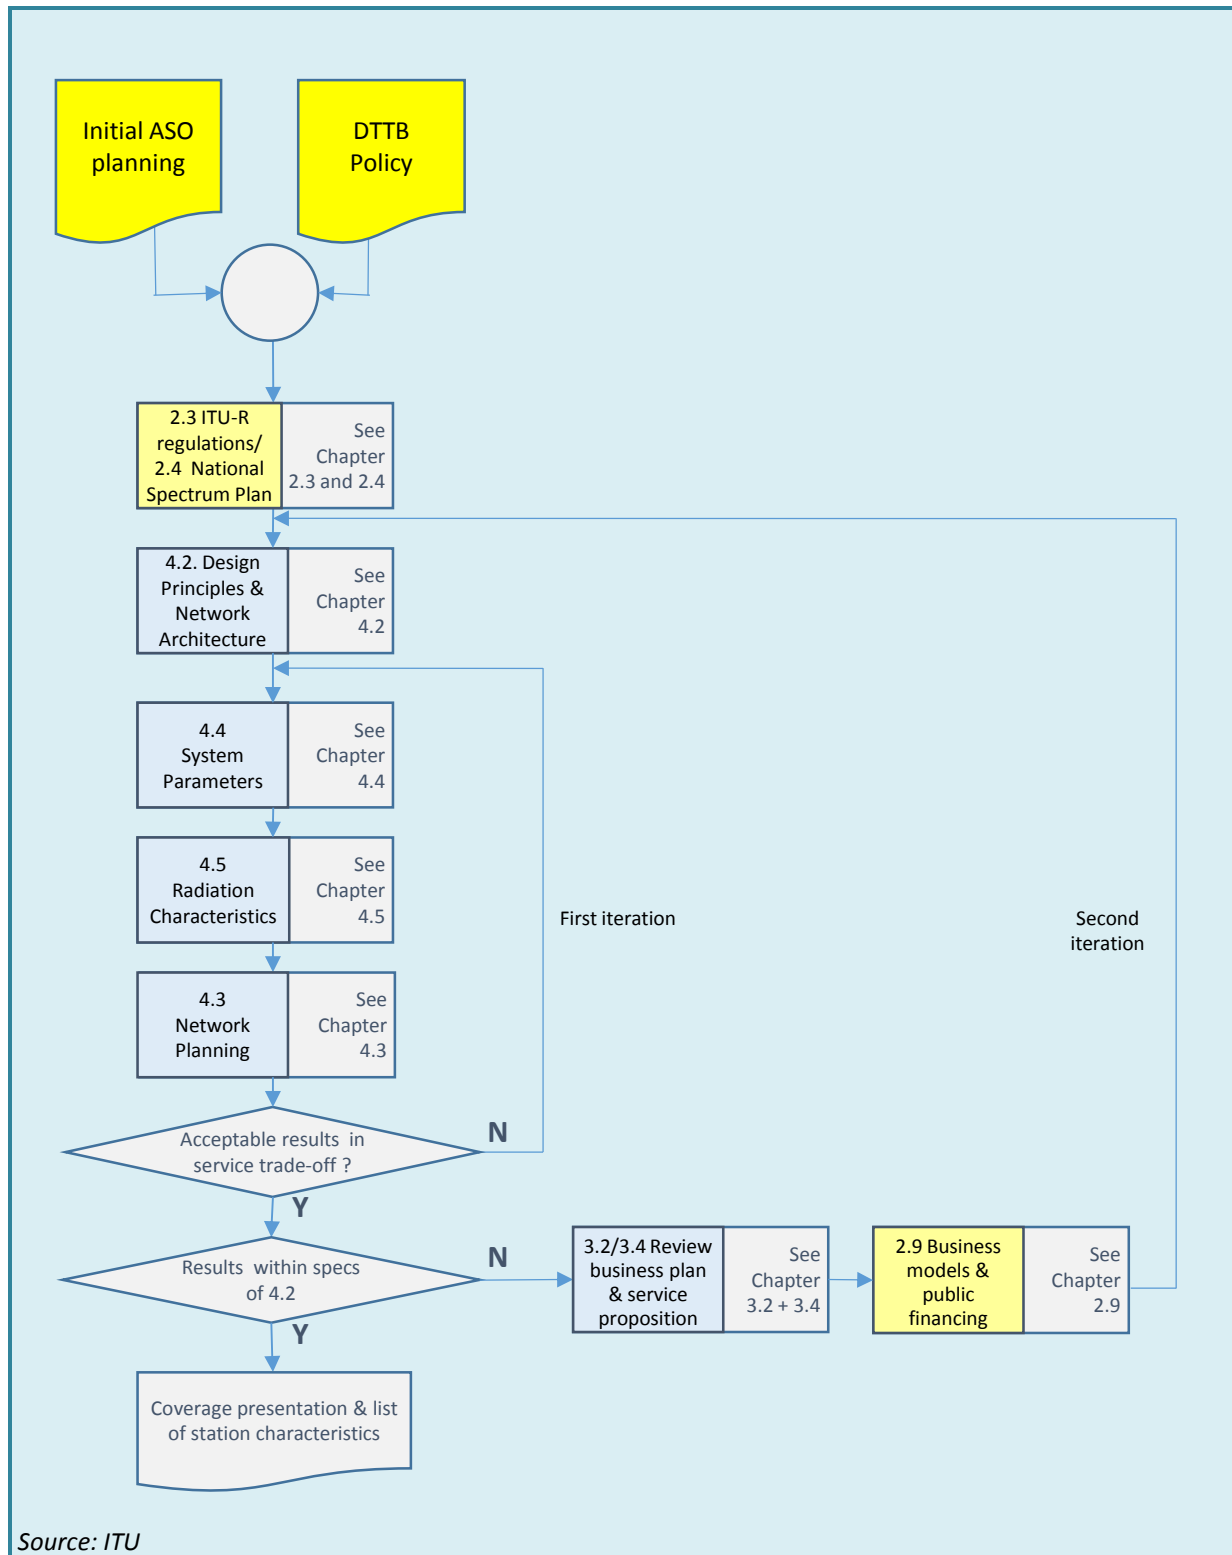 Initial ASO
planning
DTTB
Policy
2.3 ITU-R
regulations/
2.4 National
Spectrum Plan
See
Chapter
2.3 and 2.4
4.2. Design
Principles &
Network
Architecture
See
Chapter
4.2
4.4
System
Parameters
See
Chapter
4.4
4.5
Radiation
Characteristics
See
Chapter
4.5
First iteration
Second
iteration
4.3
Network
Planning
See
Chapter
4.3
Acceptable results in
service trade-off ?
N
Y
Results within specs
of 4.2
N
Y
3.2/3.4 Review
business plan
& service
proposition
See
Chapter
3.2 + 3.4
2.9 Business
models &
public
financing
See
Chapter
2.9
Coverage presentation & list
of station characteristics
Source: ITU